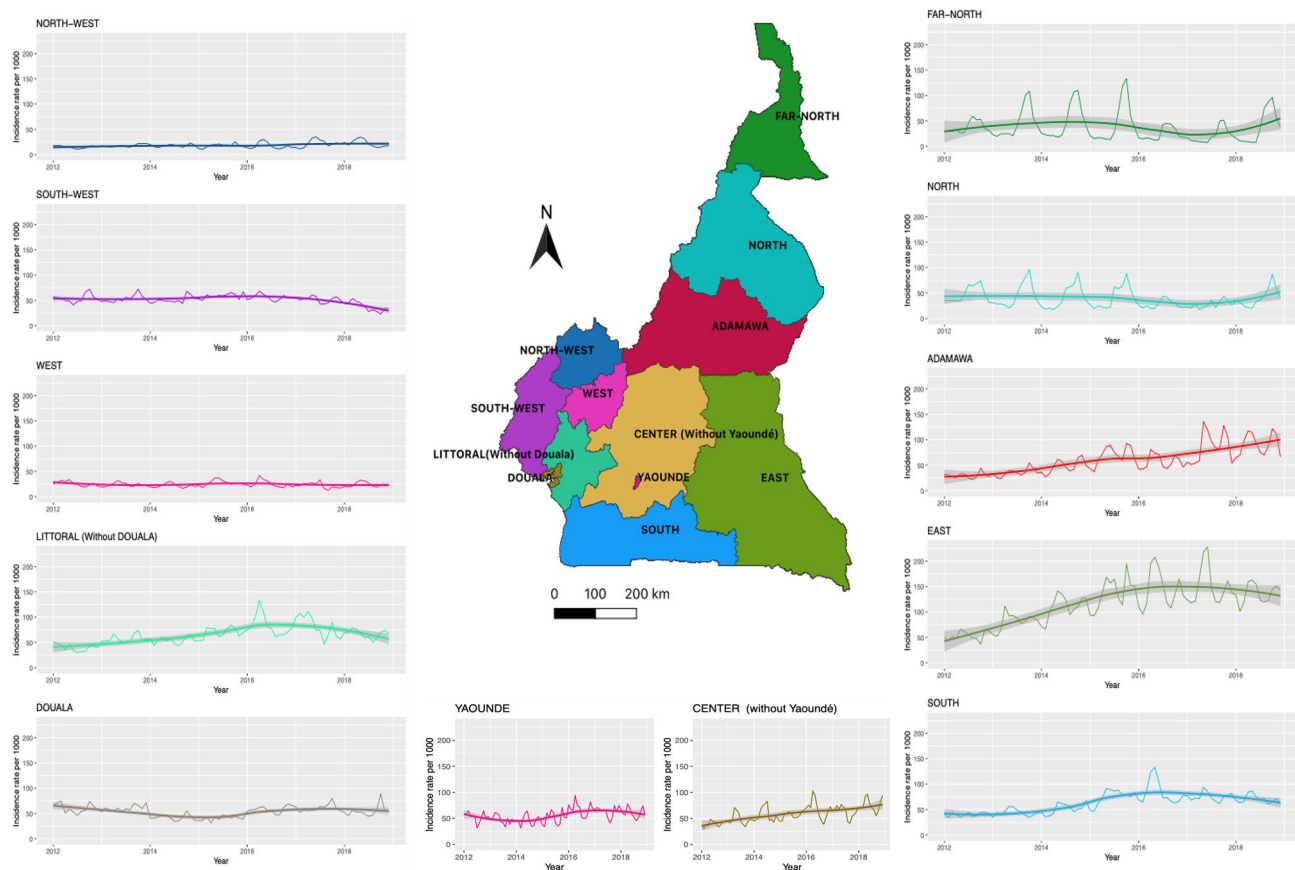 NORTH−WEST
Incidence rate per 1000
200
150
100
50
0
2012
2014
2016
2018
Year
SOUTH−WEST
Incidence rate per 1000
200
150
100
50
0
2012
2014
2016
2018
Year
WEST
Incidence rate per 1000
200
150
100
50
0
2012
2014
2016
2018
Year
LITTORAL (Without DOUALA)
Incidence rate per 1000
200
150
100
50
0
2012
2014
2016
2018
Year
DOUALA
Incidence rate per 1000
200
150
100
50
0
2012
2014
2016
2018
Year
N
FAR-NORTH
NORTH
ADAMAWA
NORTH-WEST
WEST
SOUTH-WEST
CENTER (Without Yaoundé)
LITTORAL(Without Douala)
DOUALA
YAOUNDE
EAST
SOUTH
0 100 200 km
YAOUNDE
Incidence rate per 1000
200
150
100
50
0
2012
2014
2016
2018
Year
CENTER (without Yaoundé)
Incidence rate per 1000
200
150
100
50
0
2012
2014
2016
2018
Year
FAR−NORTH
Incidence rate per 1000
200
150
100
50
0
2012
2014
2016
2018
Year
NORTH
Incidence rate per 1000
200
150
100
50
0
2012
2014
2016
2018
Year
ADAMAWA
Incidence rate per 1000
200
150
100
50
0
2012
2014
2016
2018
Year
EAST
Incidence rate per 1000
200
150
100
50
0
2012
2014
2016
2018
Year
SOUTH
Incidence rate per 1000
200
150
100
50
0
2012
2014
2016
2018
Year